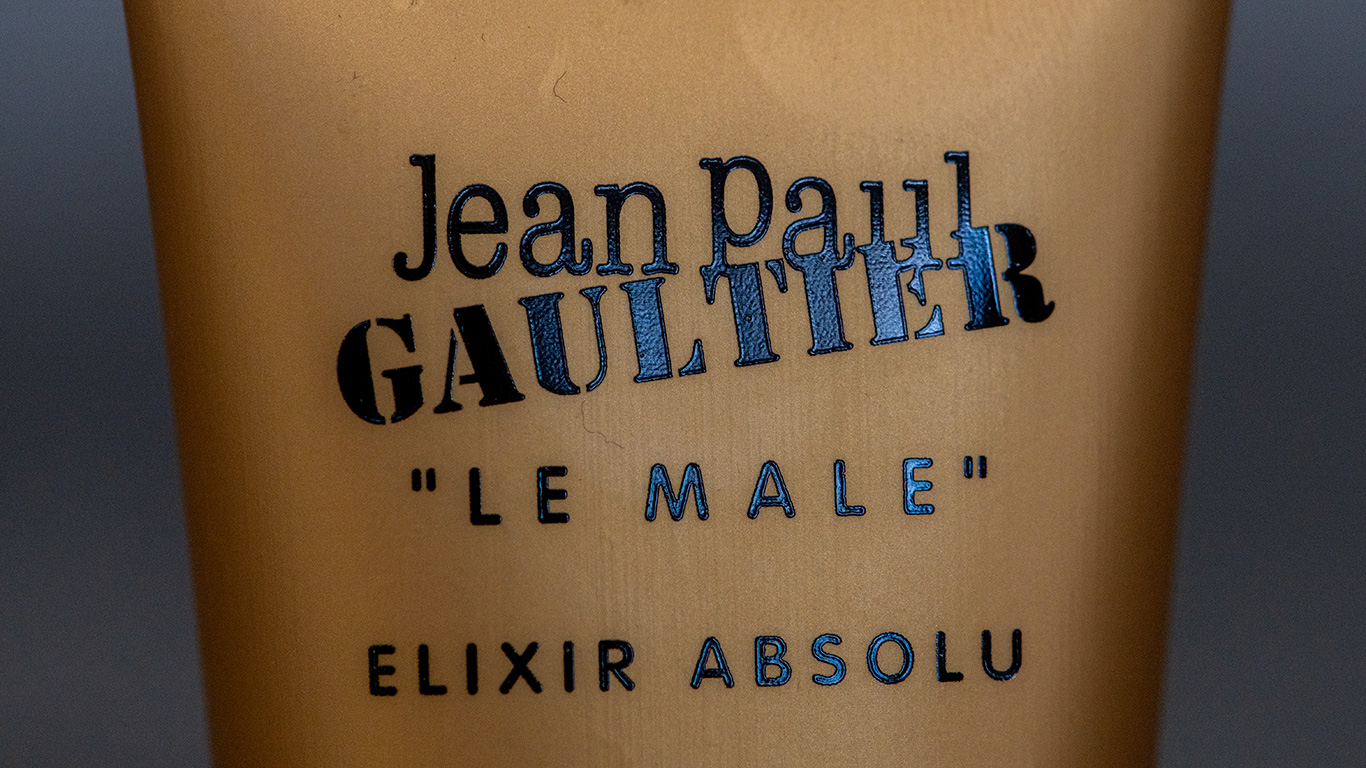 Jean Paul
GAULTIER
"LE MALE"
ELIXIR ABSOLU